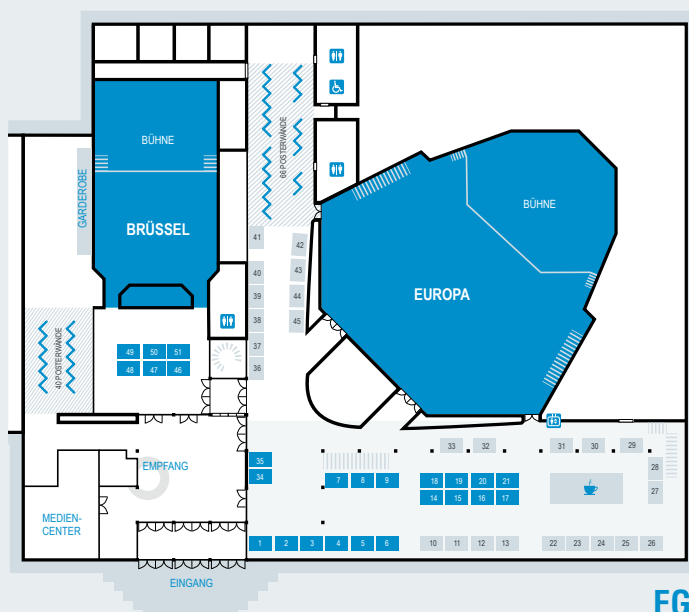 BÜHNE
66 POSTERWÄNDE
GARDEROBE
BRÜSSEL
BÜHNE
41
42
40
43
39
44
38
45
37
36
EUROPA
40 POSTERWÄNDE
49 50 51
48 47 46
33 32 31 30 29
35
34
EMPFANG
7 8 9
18 19 20 21
14 15 16 17
28
27
MEDIEN-
CENTER
1 2 3 4 5 6 10 11 12 13 22 23 24 25 26
EINGANG
EG